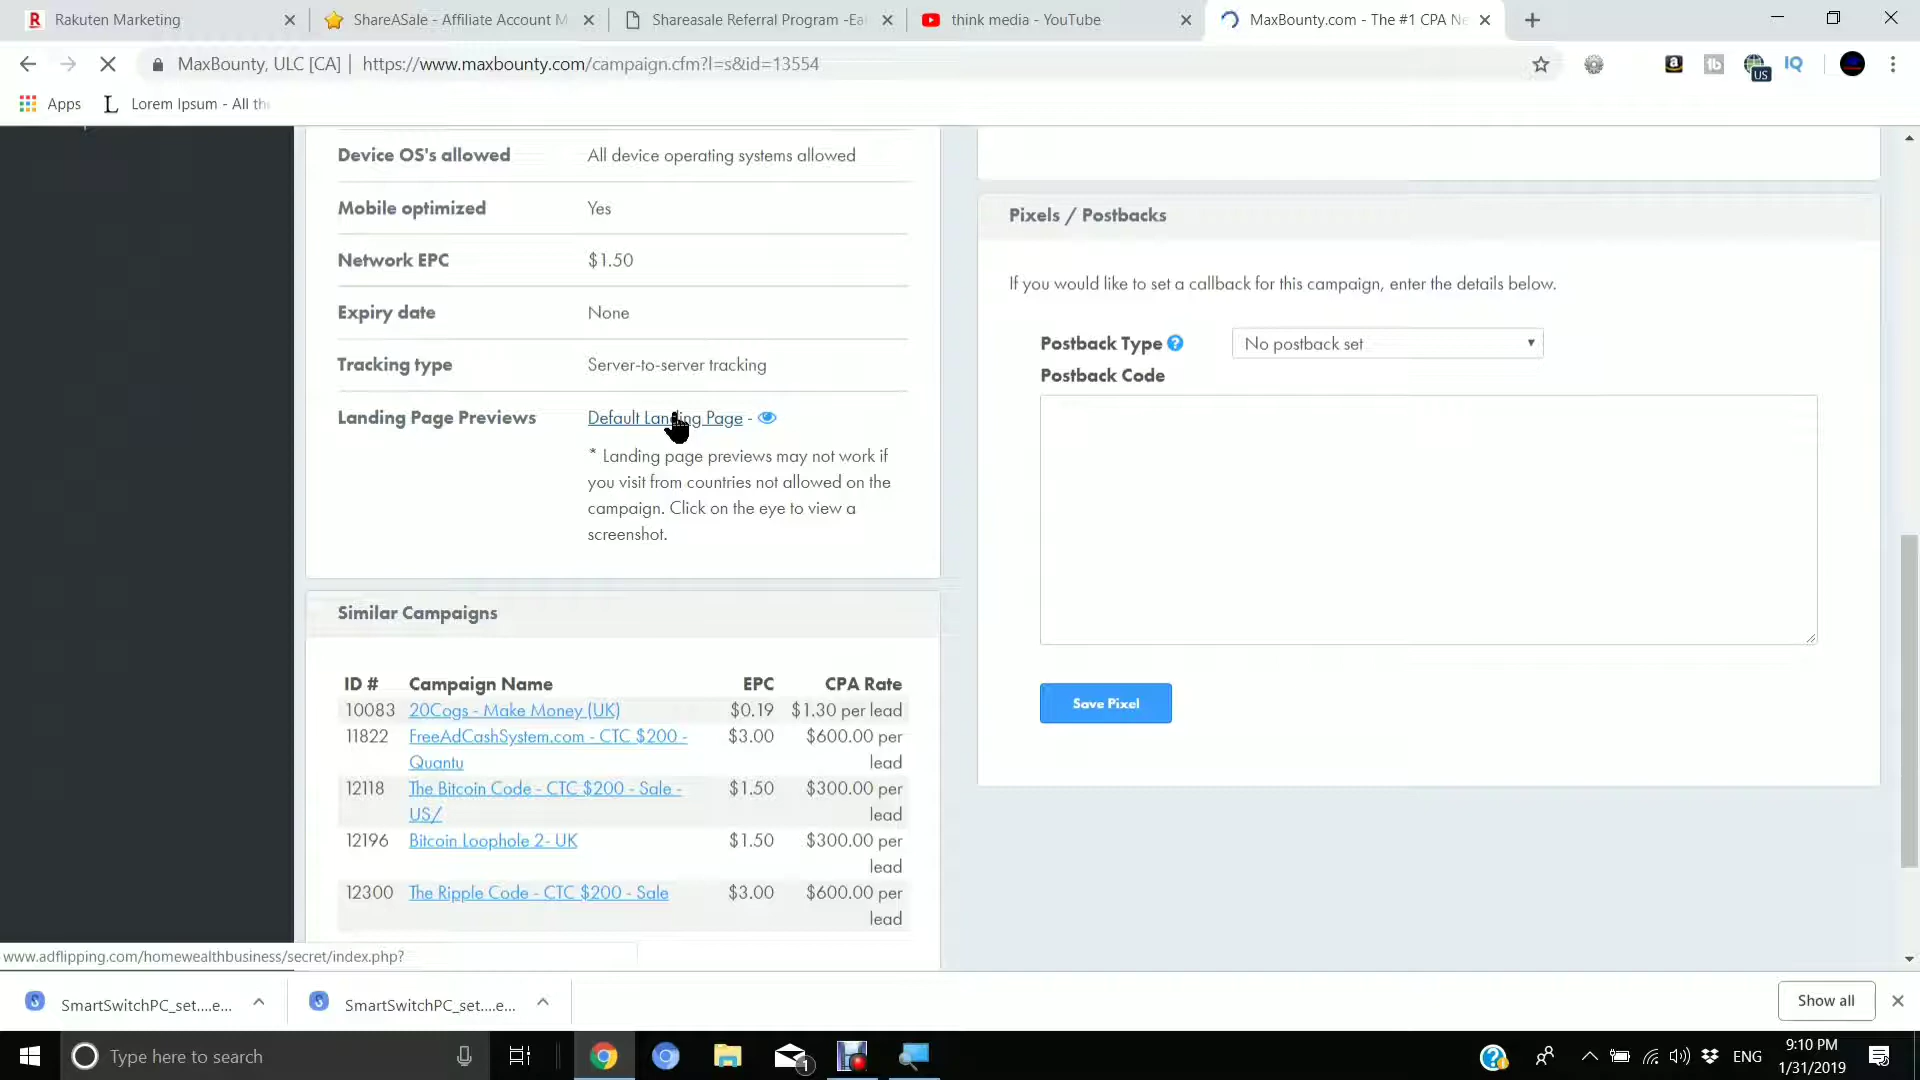 Rakuten Marketing
ShareASale - Affiliate Account M
Shareasale Referral Program -Ea
think media - YouTube
MaxBounty.com - The #1 CPA Ne
MaxBounty, ULC [CA] | https://www.maxbounty.com/campaign.cfm?l=s&id=13554
a
tb
US
IQ
Apps
L Lorem Ipsum - All the
Device OS's allowed All device operating systems allowed
Mobile optimized Yes
Network EPC $1.50
Expiry date None
Tracking type Server-to-server tracking
Landing Page Previews Default Landing Page -
* Landing page previews may not work if
you visit from countries not allowed on the
campaign. Click on the eye to view a
screenshot.
Similar Campaigns
ID # Campaign Name EPC CPA Rate
10083 20Cogs - Make Money (UK) $0.19 $1.30 per lead
11822 FreeAdCashSystem.com - CTC $200 - $3.00 $600.00 per
Quantu lead
12118 The Bitcoin Code - CTC $200 - Sale - $1.50 $300.00 per
US/ lead
12196 Bitcoin Loophole 2- UK $1.50 $300.00 per
lead
12300 The Ripple Code - CTC $200 - Sale $3.00 $600.00 per
lead
Pixels / Postbacks
If you would like to set a callback for this campaign, enter the details below.
Postback Type ? No postback set
Postback Code
Save Pixel
www.adflipping.com/homewealthbusiness/secret/index.php?
SmartSwitchPC_set....e...
SmartSwitchPC_set....e...
Show all
Type here to search
1
ENG
9:10 PM
1/31/2019